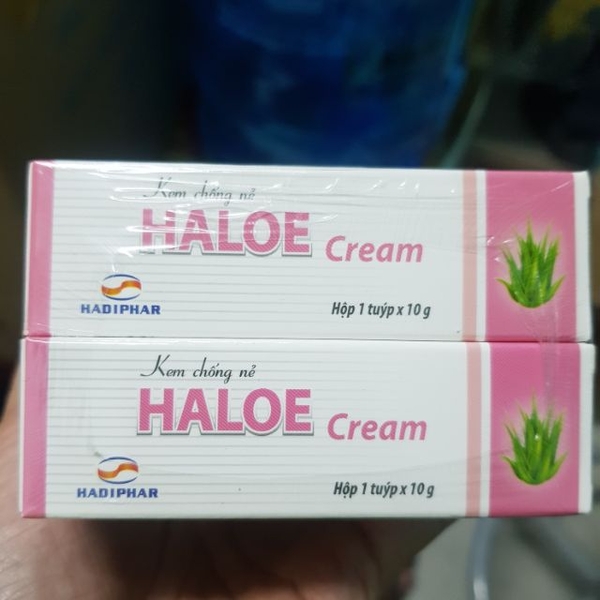 Kem chống nẻ
HALOE Cream
HADIPHAR
Hộp 1 tuýp x 10 g
Kem chống nẻ
HALOE Cream
HADIPHAR
Hộp 1 tuýp x 10 g